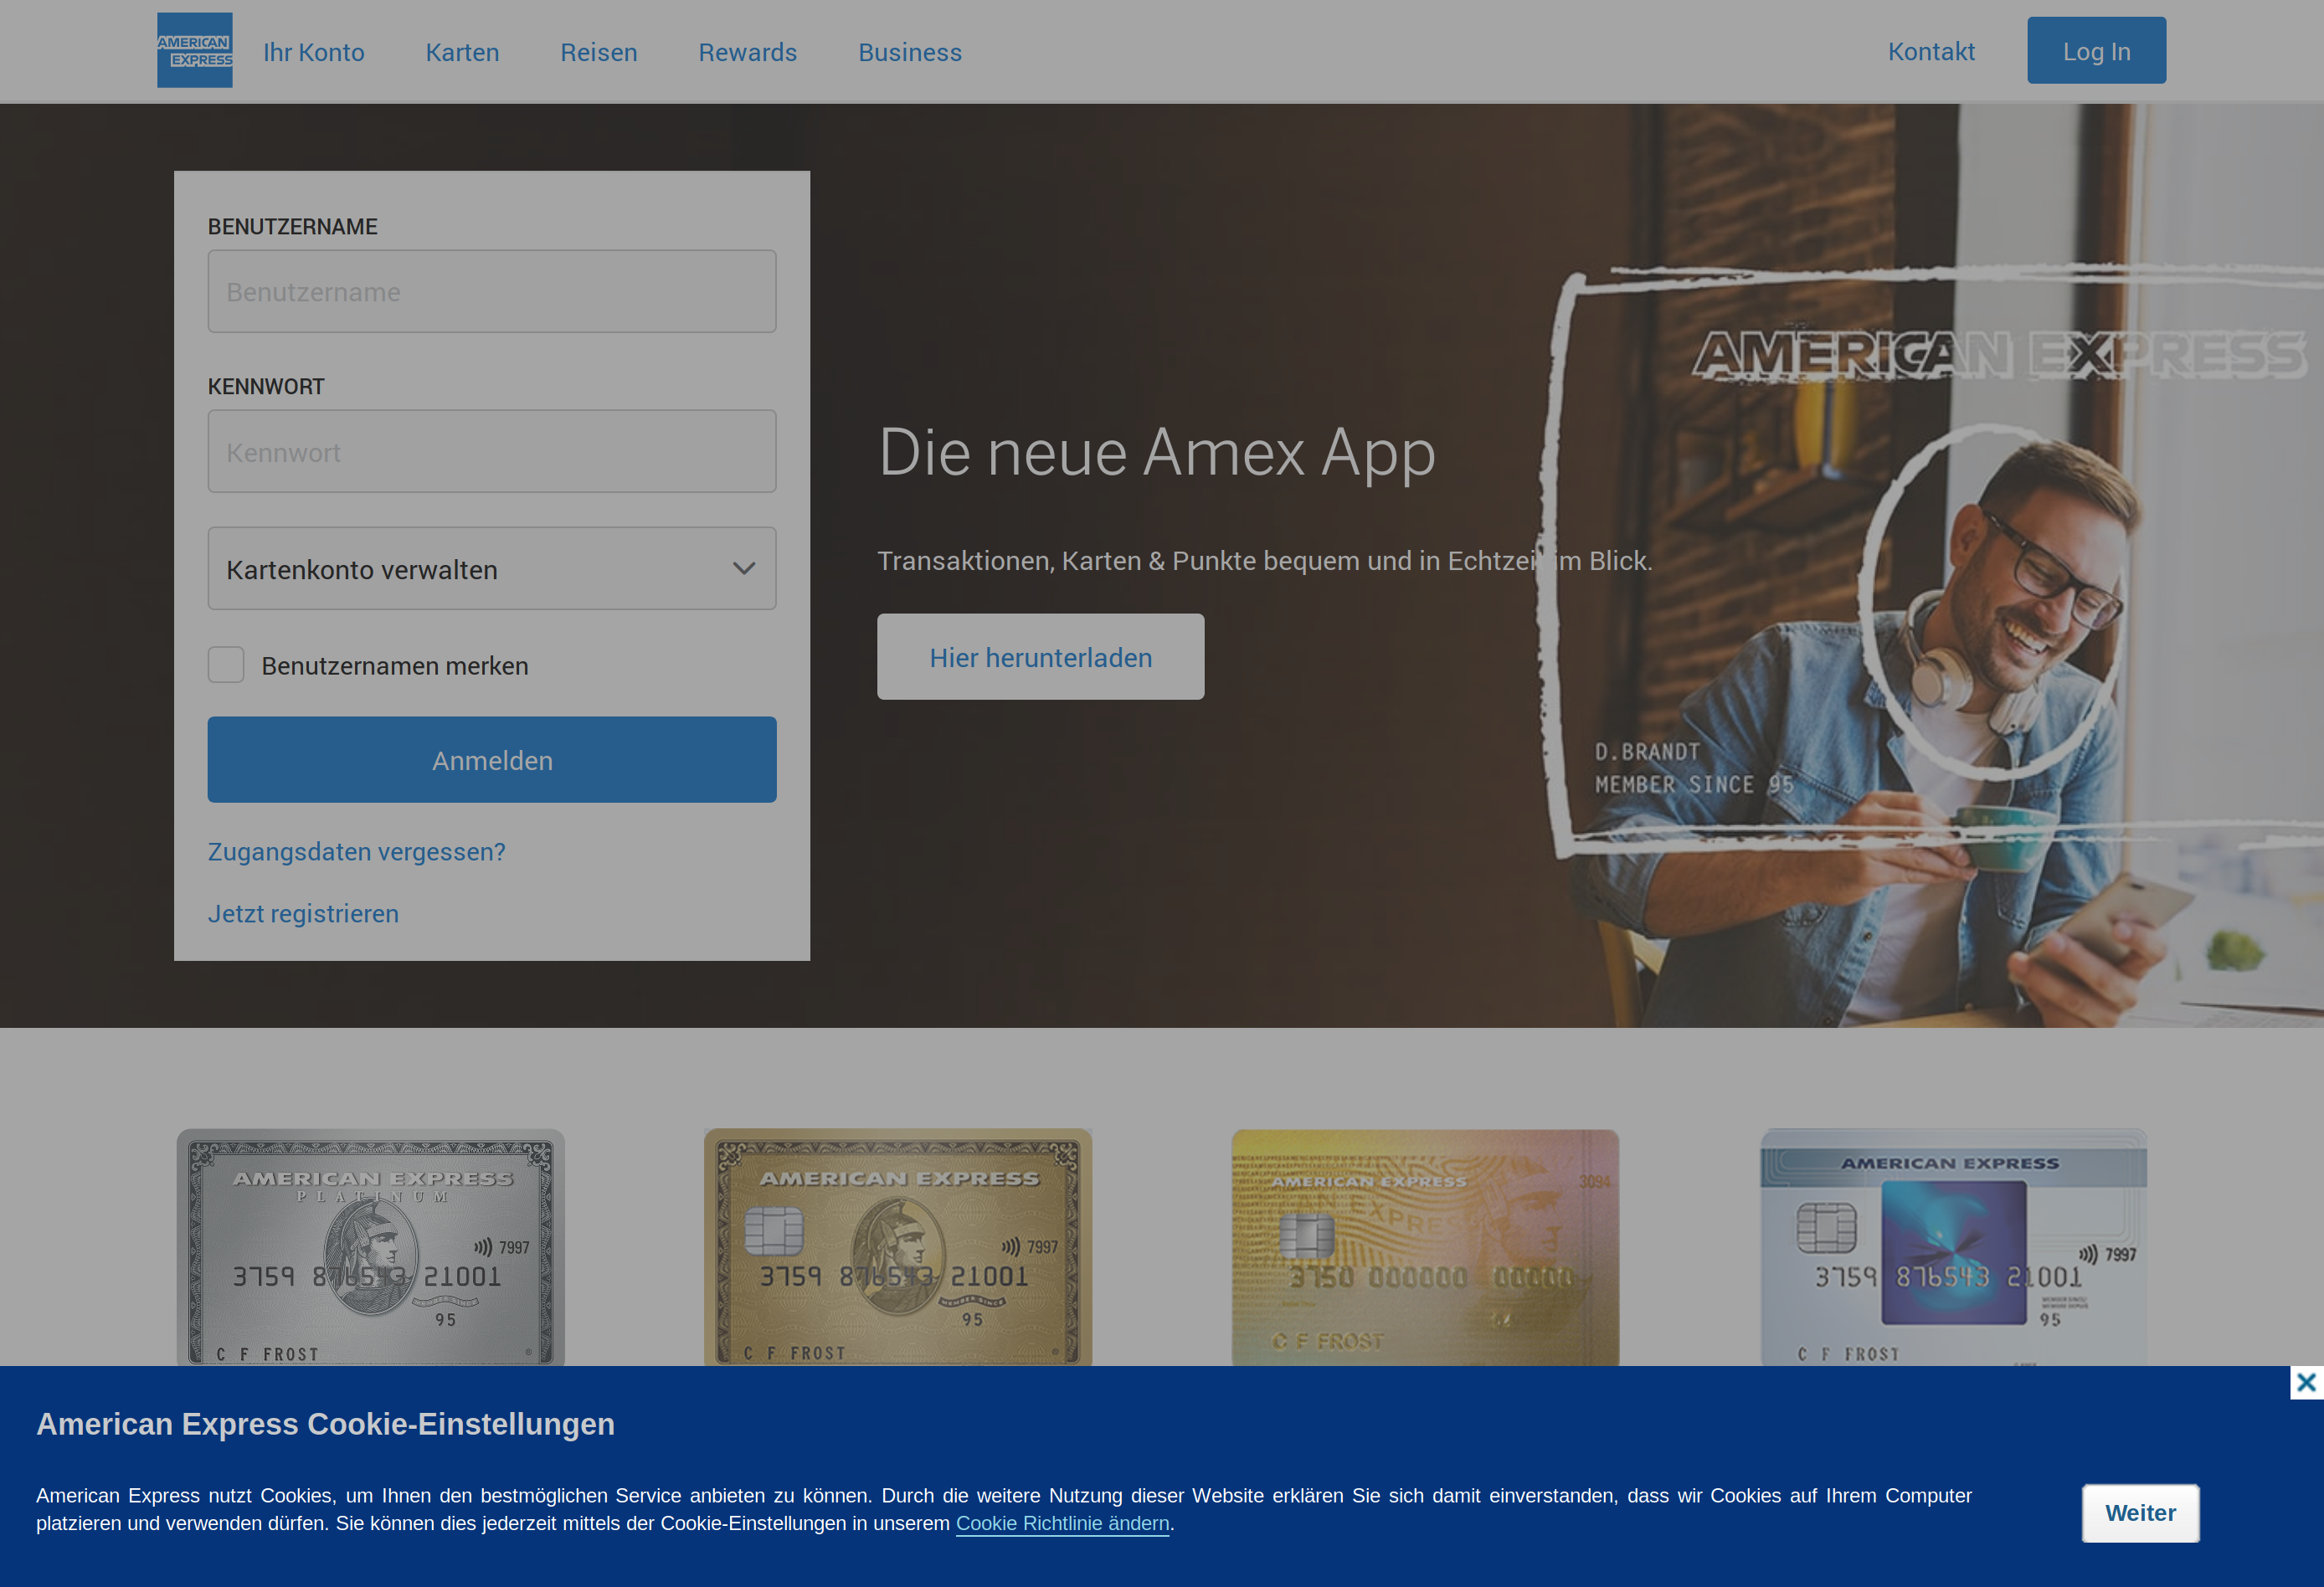 AMERICAN
EXPRESS
Ihr Konto
Karten
Reisen
Rewards
Business
Kontakt
Log In
BENUTZERNAME
Benutzername
KENNWORT
Kennwort
Kartenkonto verwalten
Benutzernamen merken
Anmelden
Zugangsdaten vergessen?
Jetzt registrieren
Die neue Amex App
Transaktionen, Karten & Punkte bequem und in Echtzeit im Blick.
Hier herunterladen
AMERICAN EXPRESS
D.BRANDT
MEMBER SINCE 95
AMERICAN EXPRESS
PLATINUM
7997
3759 876543 21001
95
C F FROST
AMERICAN EXPRESS
7997
3759 876543 21001
MEMBER SINCE
95
C F FROST
AMERICAN EXPRESS
3094
3750 000000 00000
C F FROST
AMERICAN EXPRESS
7997
3759 876543 21001
95
C F FROST
American Express Cookie-Einstellungen
American Express nutzt Cookies, um Ihnen den bestmöglichen Service anbieten zu können. Durch die weitere Nutzung dieser Website erklären Sie sich damit einverstanden, dass wir Cookies auf Ihrem Computer
platzieren und verwenden dürfen. Sie können dies jederzeit mittels der Cookie-Einstellungen in unserem Cookie Richtlinie ändern.
Weiter